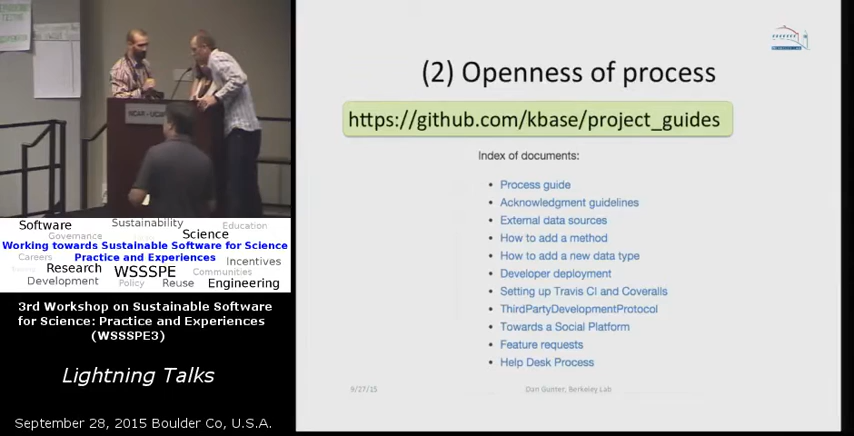 NCAR - UCAR
Software
Sustainability
Education
Governance
Science
Working towards Sustainable Software for Science
Practice and Experiences
Careers
Incentives
Research
WSSSPE
Communities
Development
Policy
Reuse
Engineering
3rd Workshop on Sustainable Software
for Science: Practice and Experiences
(WSSSPE3)
Lightning Talks
September 28, 2015 Boulder Co, U.S.A.
(2) Openness of process
https://github.com/kbase/project_guides
Index of documents:
• Process guide
• Acknowledgment guidelines
• External data sources
• How to add a method
• How to add a new data type
• Developer deployment
• Setting up Travis CI and Coveralls
• ThirdPartyDevelopmentProtocol
• Towards a Social Platform
• Feature requests
• Help Desk Process
9/27/15
Dan Gunter, Berkeley Lab